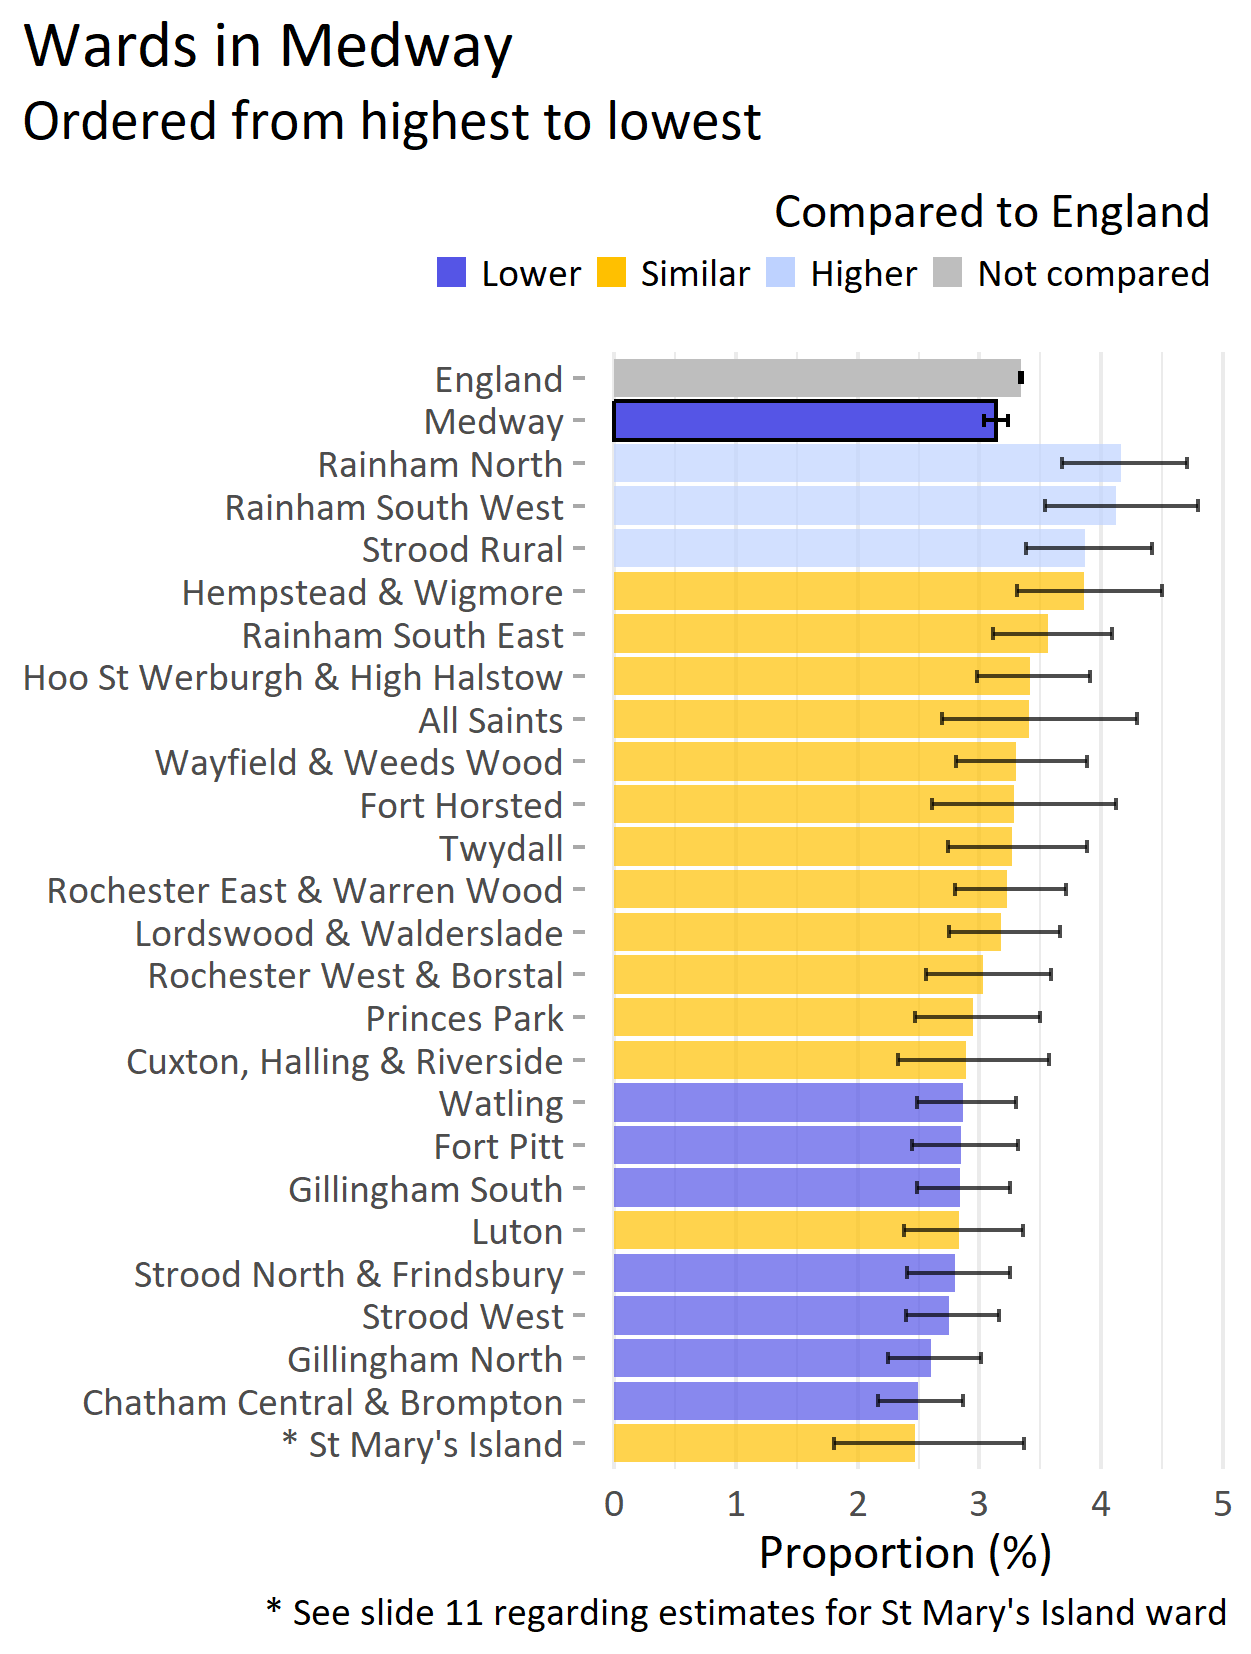 Wards in Medway
Ordered from highest to lowest
Compared to England
Lower Similar Higher Not compared
England
Medway
Rainham North
Rainham South West
Strood Rural
Hempstead & Wigmore
Rainham South East
Hoo St Werburgh & High Halstow
All Saints
Wayfield & Weeds Wood
Fort Horsted
Twydall
Rochester East & Warren Wood
Lordswood & Walderslade
Rochester West & Borstal
Princes Park
Cuxton, Halling & Riverside
Watling
Fort Pitt
Gillingham South
Luton
Strood North & Frindsbury
Strood West
Gillingham North
Chatham Central & Brompton
* St Mary's Island
0 1 2 3 4 5
Proportion (%)
* See slide 11 regarding estimates for St Mary's Island ward